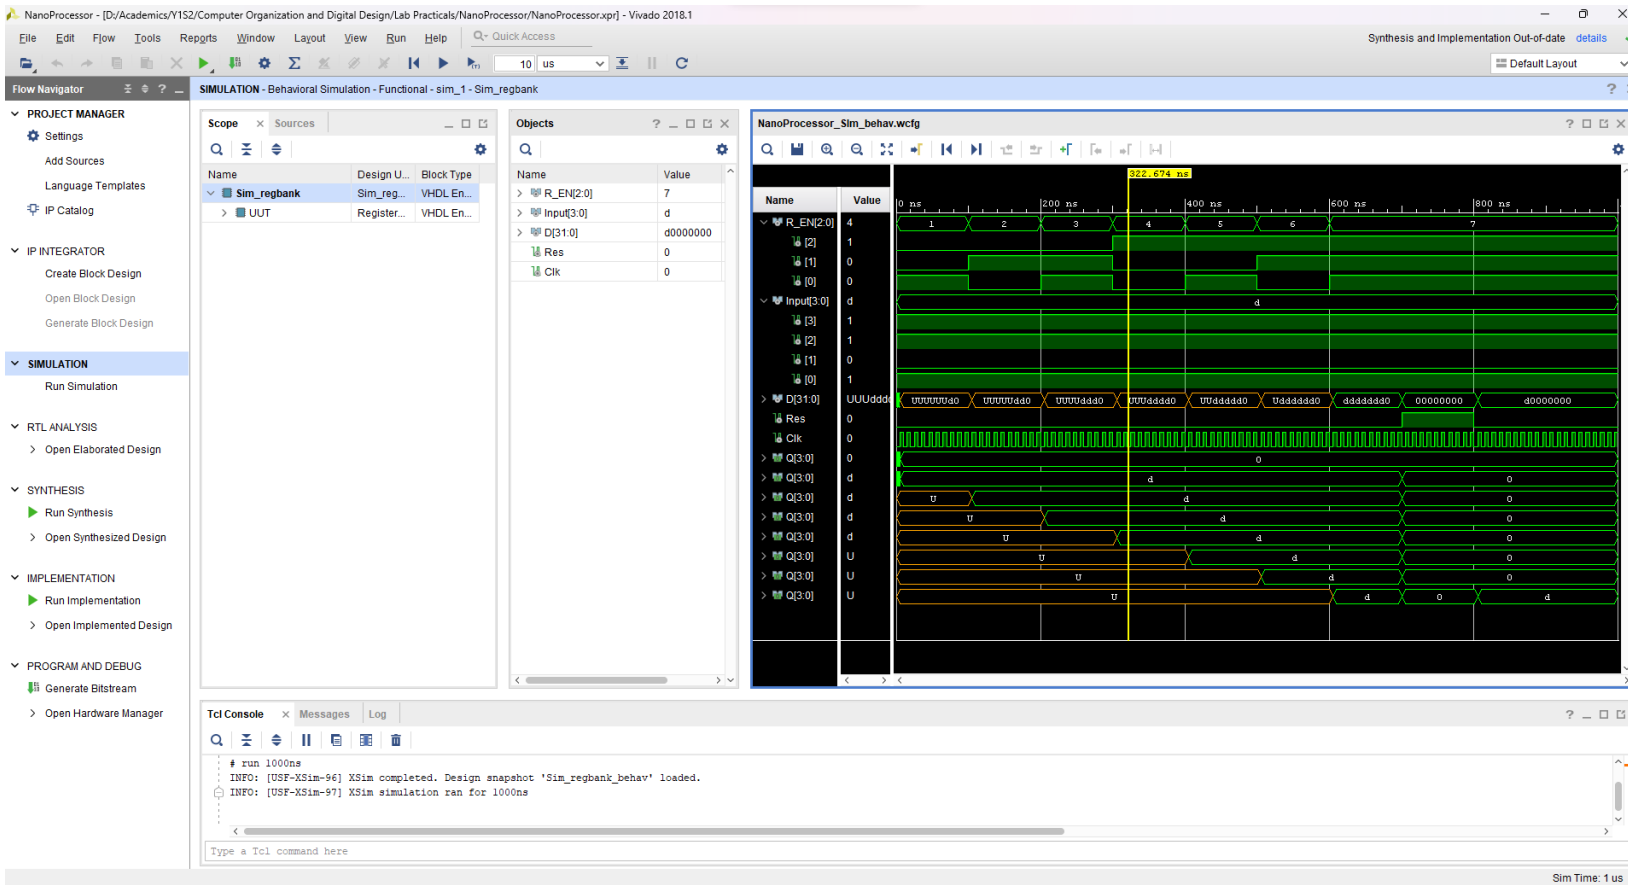 NanoProcessor - [D:/Academics/Y1S2/Computer Organization and Digital Design/Lab Practicals/NanoProcessor/NanoProcessor.xpr] - Vivado 2018.1
File Edit Flow Tools Reports Window Layout View Run Help Quick Access
Synthesis and Implementation Out-of-date details
10 us
Default Layout
Flow Navigator
SIMULATION - Behavioral Simulation - Functional - sim_1 - Sim_regbank
PROJECT MANAGER
Settings
Add Sources
Language Templates
IP Catalog
IP INTEGRATOR
Create Block Design
Open Block Design
Generate Block Design
SIMULATION
Run Simulation
RTL ANALYSIS
Open Elaborated Design
SYNTHESIS
Run Synthesis
Open Synthesized Design
IMPLEMENTATION
Run Implementation
Open Implemented Design
PROGRAM AND DEBUG
Generate Bitstream
Open Hardware Manager
Scope Sources
Name Design U... Block Type
Sim_regbank Sim_reg... VHDL En...
UUT Register... VHDL En...
Objects
Name Value
R_EN[2:0] 7
Input[3:0] d
D[31:0] d0000000
Res 0
Clk 0
NanoProcessor_Sim_behav.wcfg
322.674 ns
Name Value
0 ns 200 ns 400 ns 600 ns 800 ns
R_EN[2:0] 4 1 2 3 4 5 6 7
[2] 1
[1] 0
[0] 0
Input[3:0] d d
[3] 1
[2] 1
[1] 0
[0] 1
D[31:0] UUUdddd UUUUUUd0 UUUUUdd0 UUUUddd0 UUUdddd0 UUddddd0 Udddddd0 ddddddd0 00000000 d0000000
Res 0
Clk 0
Q[3:0] 0 0
Q[3:0] d d 0
Q[3:0] d U d 0
Q[3:0] d U d 0
Q[3:0] d U d 0
Q[3:0] U U d 0
Q[3:0] U U d 0
Q[3:0] U U d 0 d
Tcl Console Messages Log
# run 1000ns
INFO: [USF-XSim-96] XSim completed. Design snapshot 'Sim_regbank_behav' loaded.
INFO: [USF-XSim-97] XSim simulation ran for 1000ns
Type a Tcl command here
Sim Time: 1 us